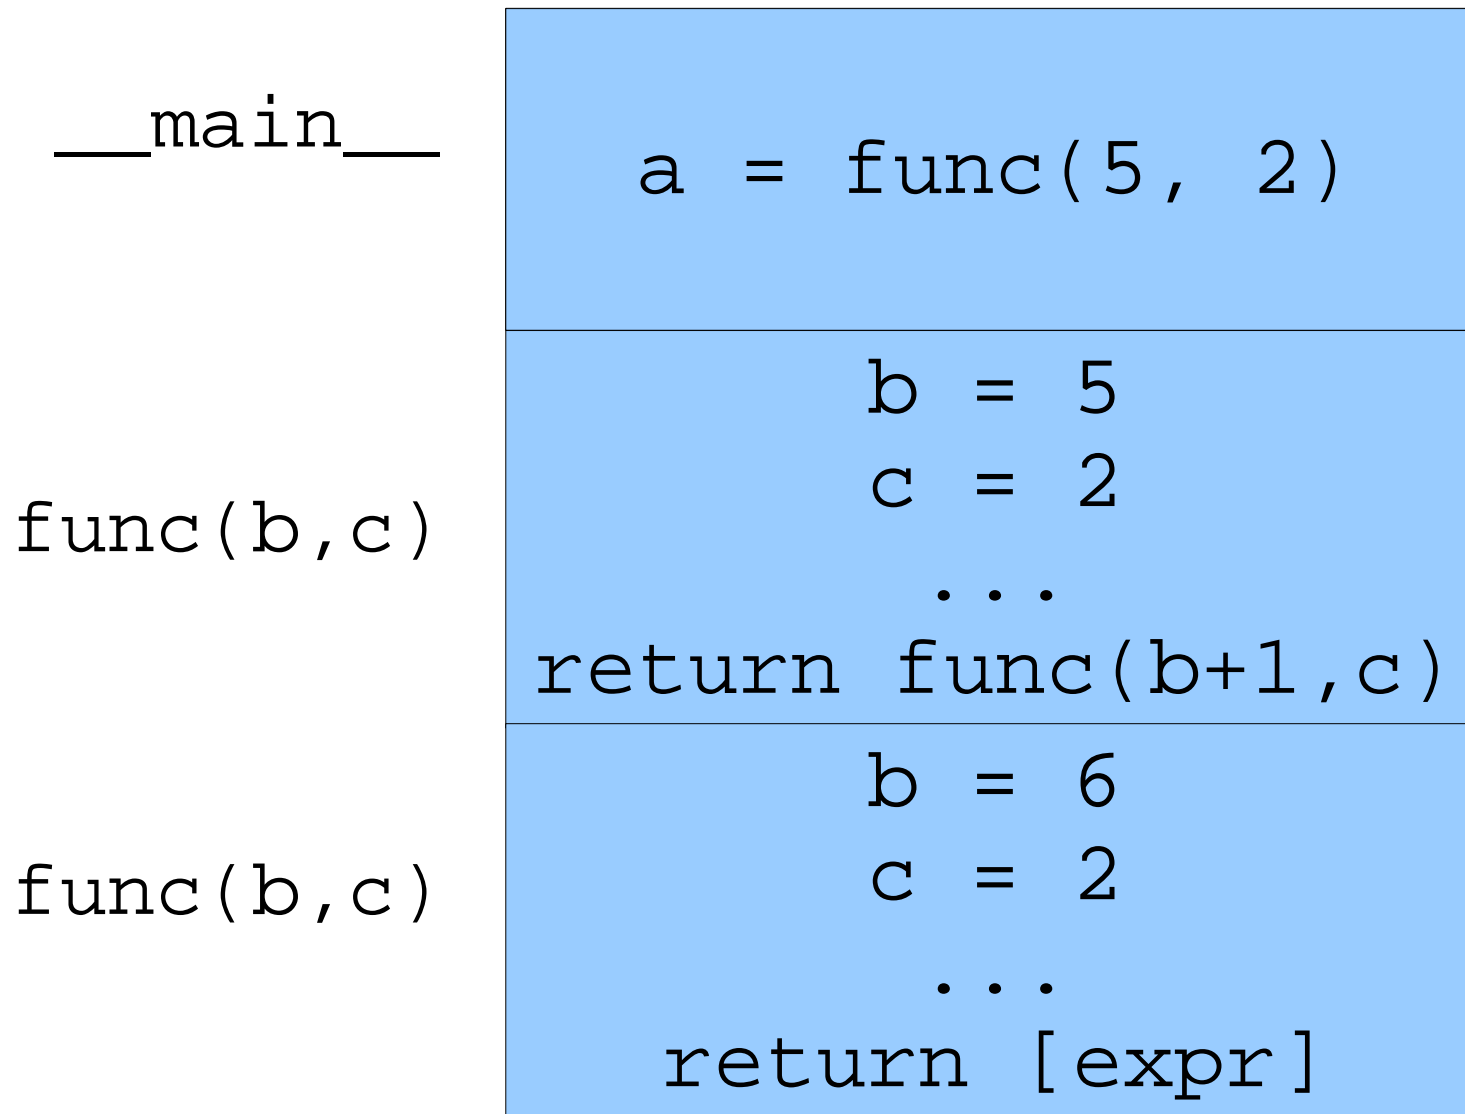 __main__
a = func(5, 2)
func(b,c)
b = 5
c = 2
...
return func(b+1,c)
func(b,c)
b = 6
c = 2
...
return [expr]